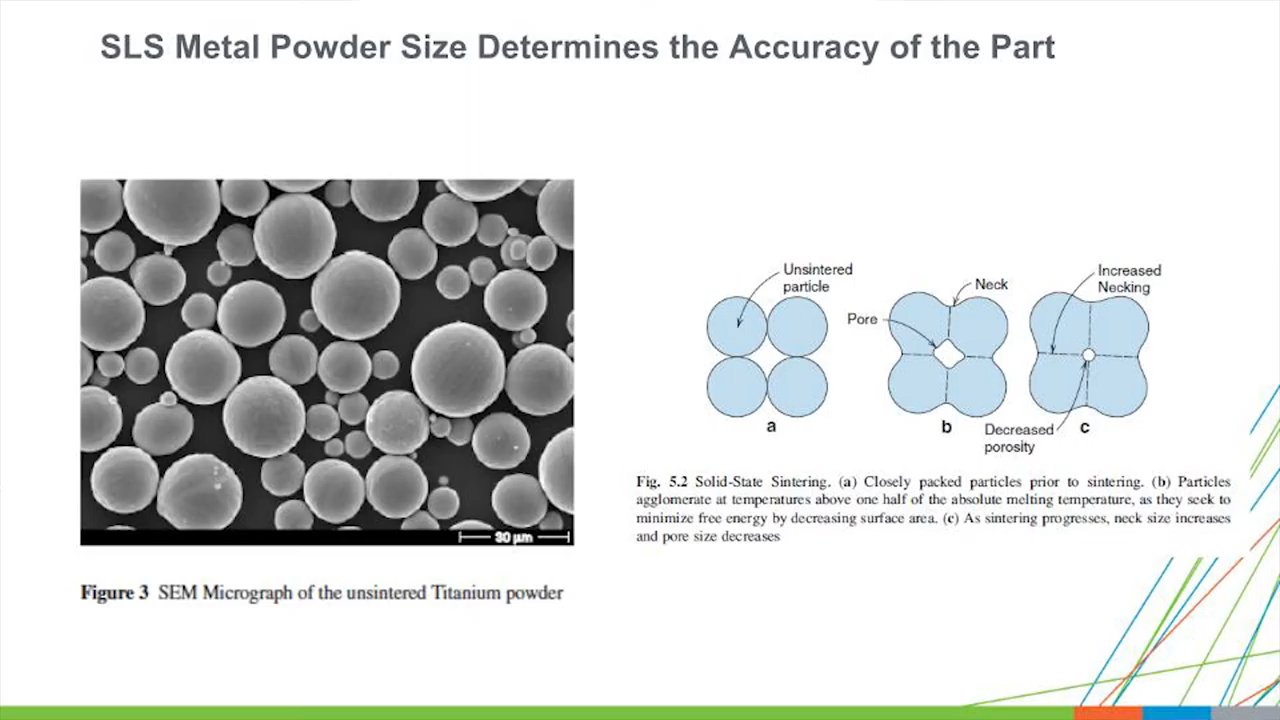 SLS Metal Powder Size Determines the Accuracy of the Part
30 µm
Figure 3 SEM Micrograph of the unsintered Titanium powder
Unsintered
particle
Pore
Neck
Increased
Necking
a
b
Decreased
porosity
c
Fig. 5.2 Solid-State Sintering. (a) Closely packed particles prior to sintering. (b) Particles
agglomerate at temperatures above one half of the absolute melting temperature, as they seek to
minimize free energy by decreasing surface area. (c) As sintering progresses, neck size increases
and pore size decreases